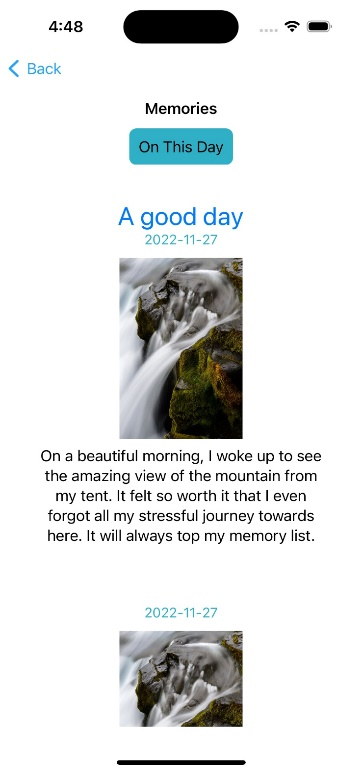 4:48
Back
Memories
On This Day
A good day
2022-11-27
On a beautiful morning, I woke up to see
the amazing view of the mountain from
my tent. It felt so worth it that I even
forgot all my stressful journey towards
here. It will always top my memory list.
2022-11-27